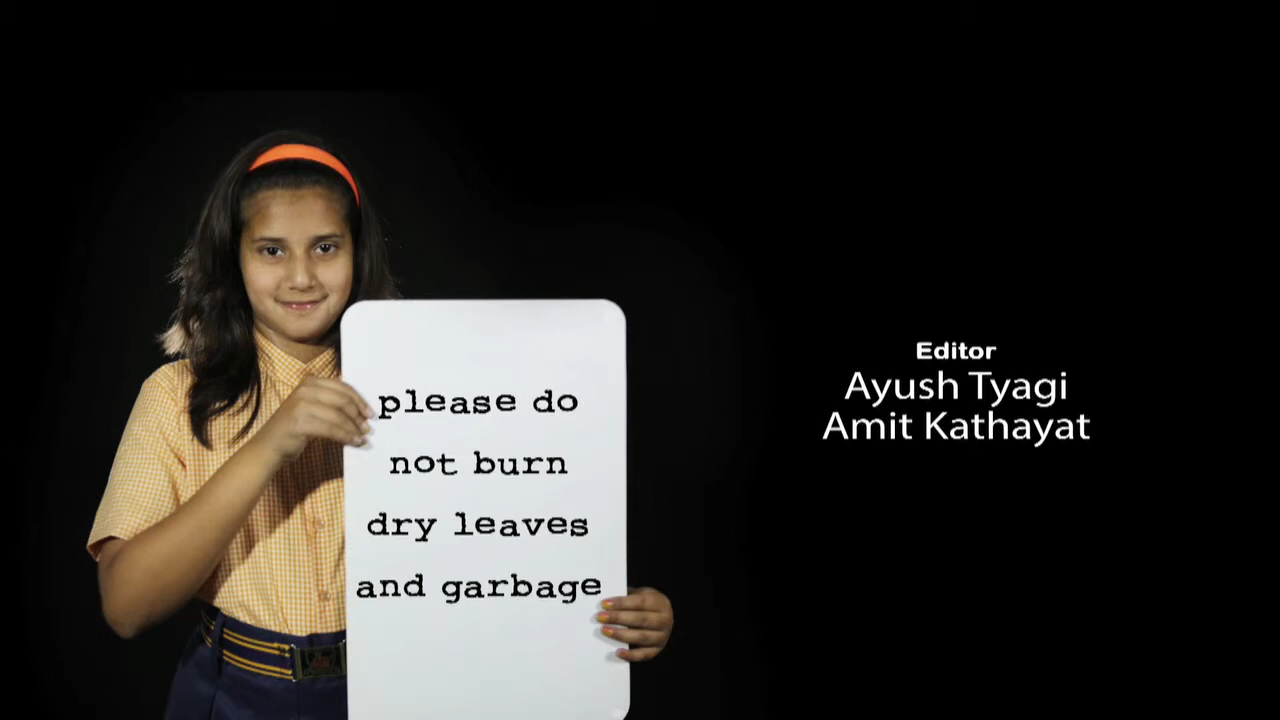 please do
not burn
dry leaves
and garbage
Editor
Ayush Tyagi
Amit Kathayat